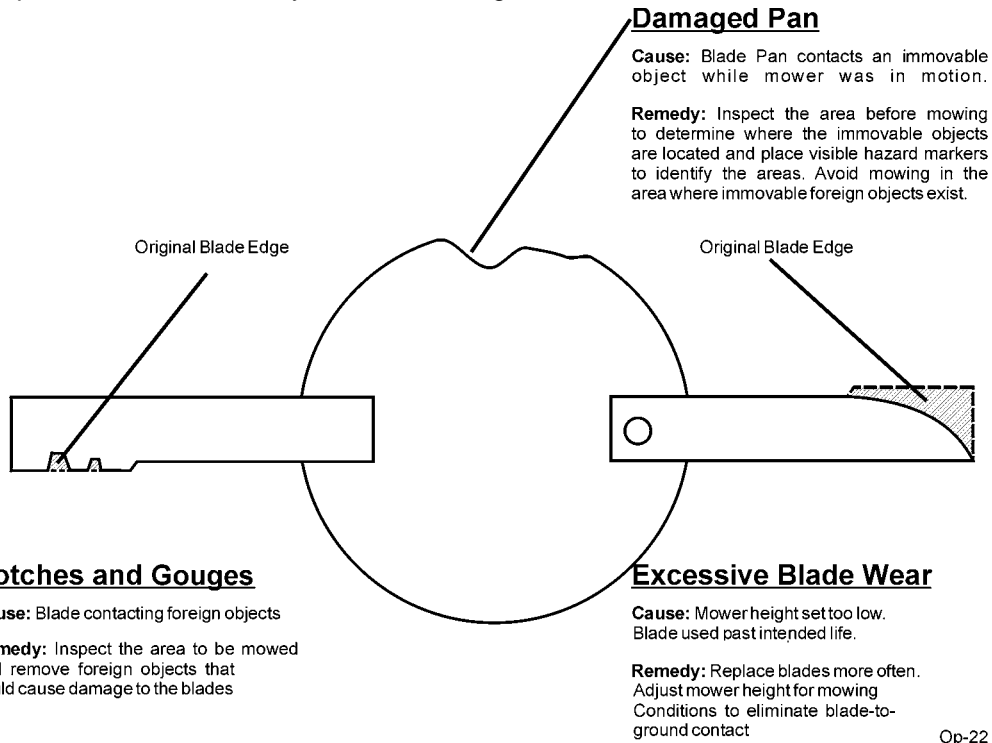 Damaged Pan
Cause: Blade Pan contacts an immovable
object while mower was in motion.
Remedy: Inspect the area before mowing
to determine where the immovable objects
are located and place visible hazard markers
to identify the areas. Avoid mowing in the
area where immovable foreign objects exist.
Original Blade Edge
Original Blade Edge
otches and Gouges
use: Blade contacting foreign objects
medy: Inspect the area to be mowed
remove foreign objects that
ld cause damage to the blades
Excessive Blade Wear
Cause: Mower height set too low.
Blade used past intended life.
Remedy: Replace blades more often.
Adjust mower height for mowing
Conditions to eliminate blade-to-
ground contact
Op-22